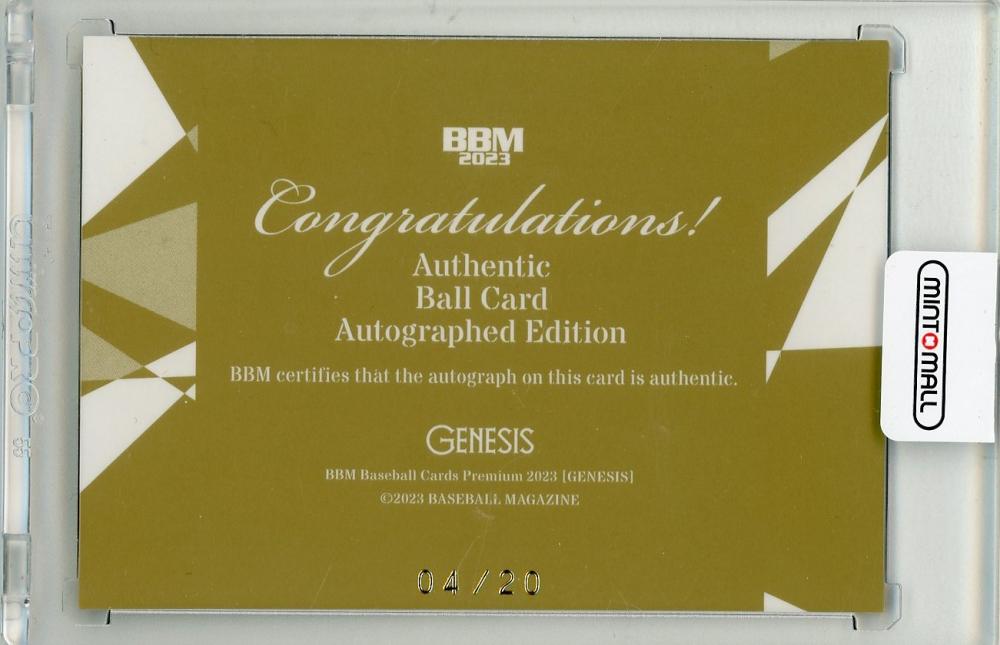 BBM
2023
Congratulations!
Authentic
Ball Card
Autographed Edition
BBM certifies that the autograph on this card is authentic.
GENESIS
BBM Baseball Cards Premium 2023 [GENESIS]
©2023 BASEBALL MAGAZINE
04/20
MINTOMALL